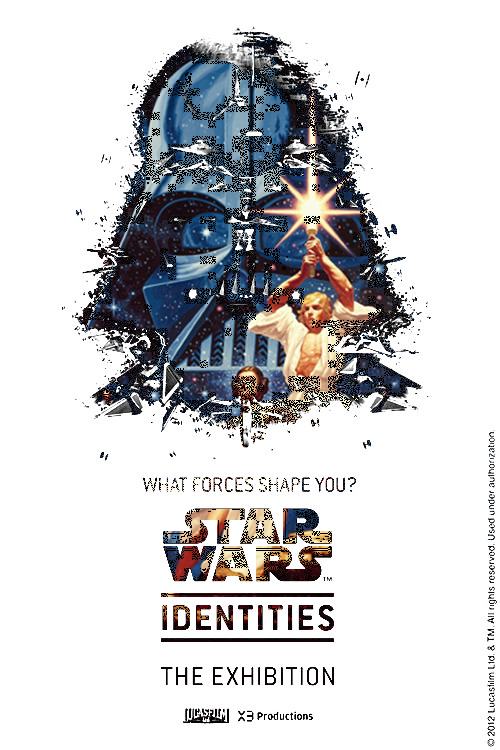 WHAT FORCES SHAPE YOU?
STAR
WARS
TM
IDENTITIES
THE EXHIBITION
LUCASFILM
LTD
X3 Productions
© 2012 Lucasfilm Ltd. & TM. All rights reserved. Used under authorization.